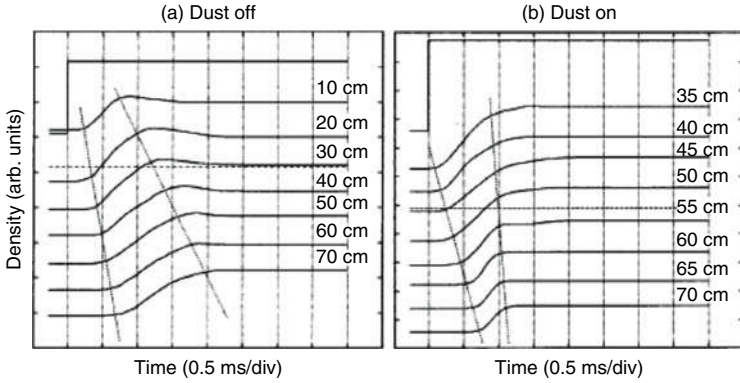 (a) Dust off
(b) Dust on
Density (arb. units)
10 cm
20 cm
30 cm
40 cm
50 cm
60 cm
70 cm
35 cm
40 cm
45 cm
50 cm
55 cm
60 cm
65 cm
70 cm
Time (0.5 ms/div)
Time (0.5 ms/div)